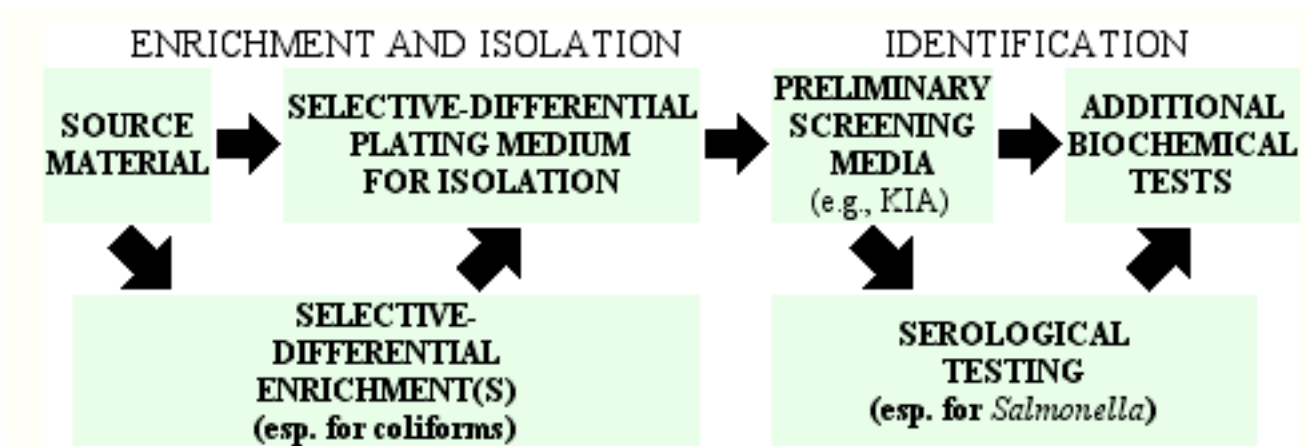 ENRICHMENT AND ISOLATION
IDENTIFICATION
SOURCE
MATERIAL
SELECTIVE-DIFFERENTIAL
PLATING MEDIUM
FOR ISOLATION
PRELIMINARY
SCREENING
MEDIA
(e.g., KIA)
ADDITIONAL
BIOCHEMICAL
TESTS
SELECTIVE-
DIFFERENTIAL
ENRICHMENT(S)
(esp. for coliforms)
SEROLOGICAL
TESTING
(esp. for Salmonella)